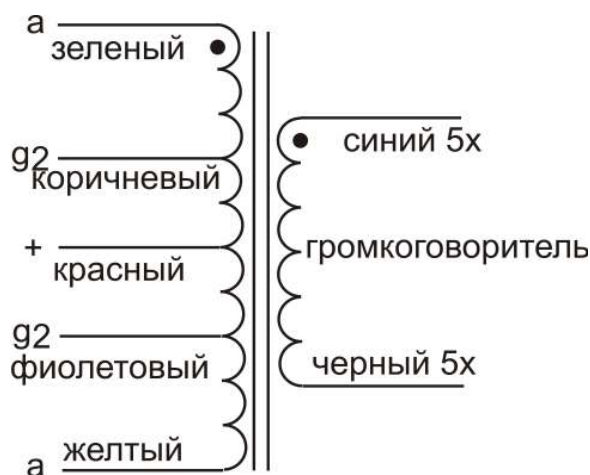 a
зеленый
g2
коричневый
+
красный
g2
фиолетовый
желтый
a
синий 5х
громкоговоритель
черный 5х